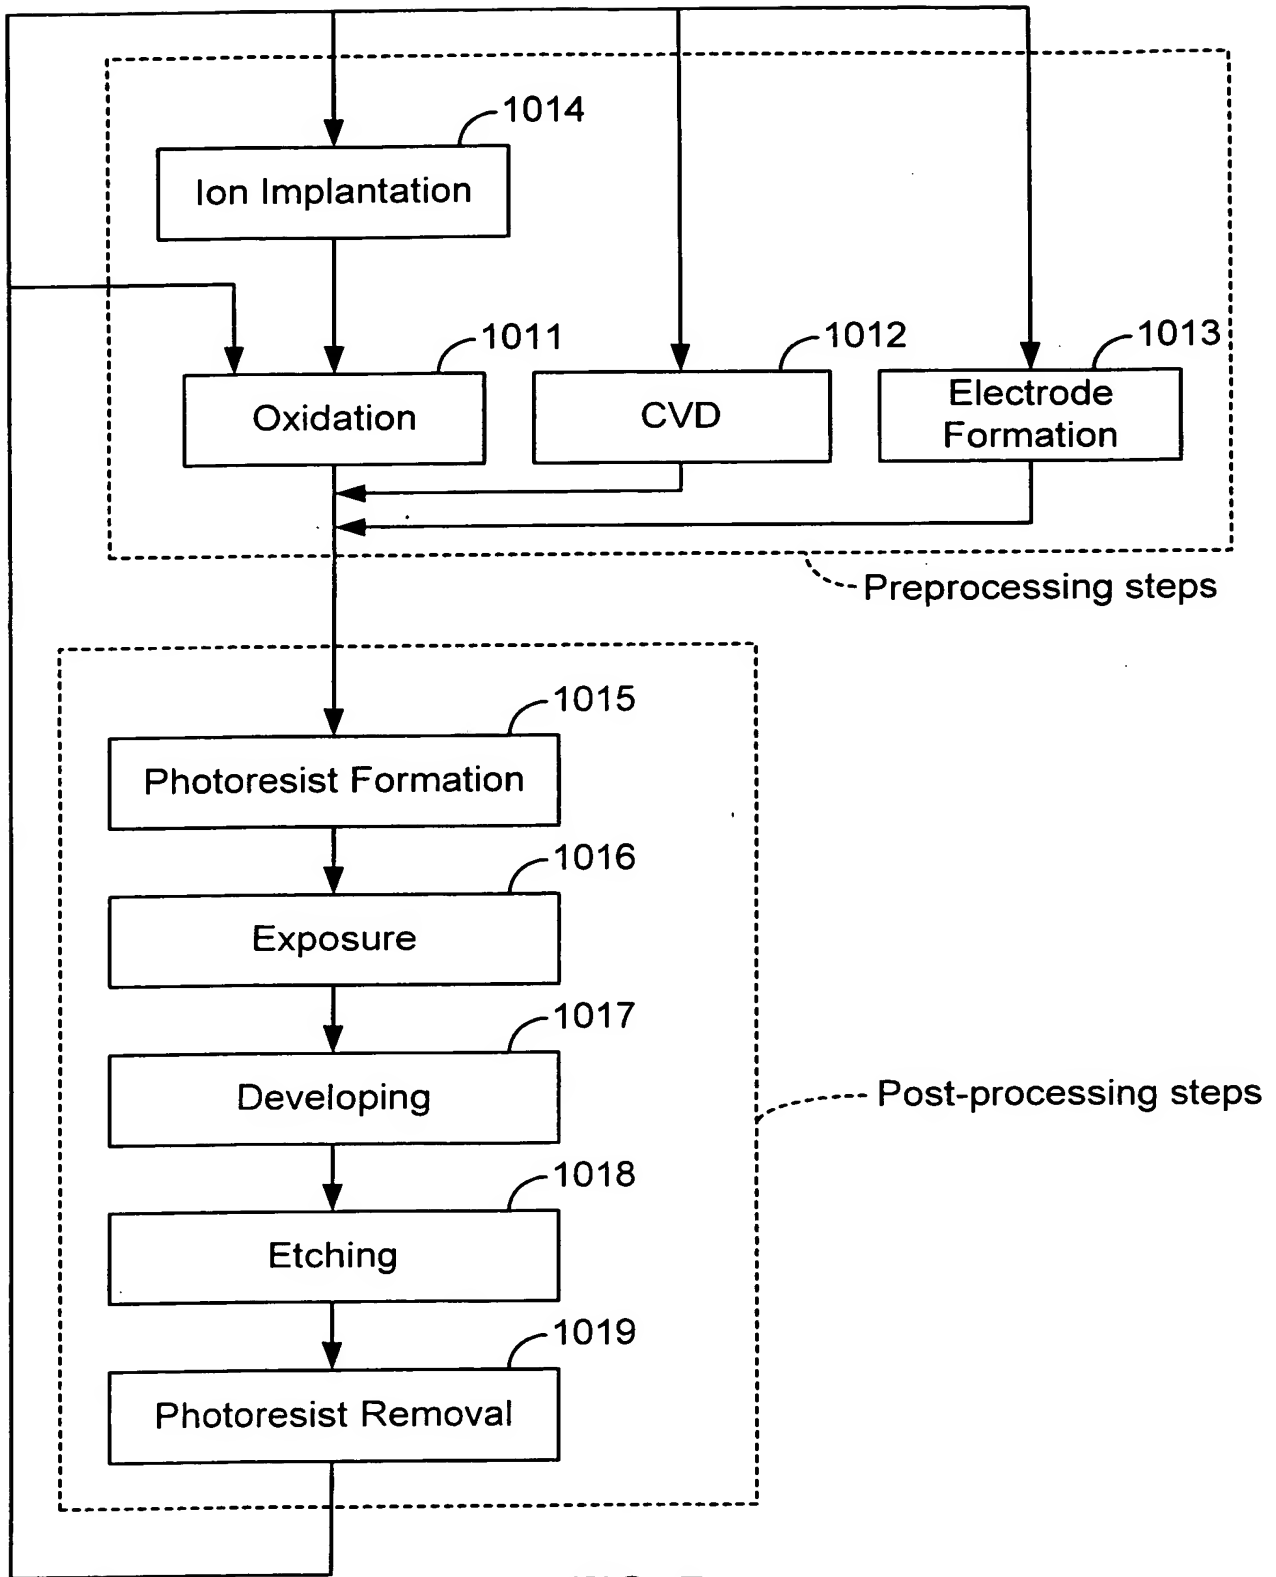 1014
Ion Implantation
1011
1012
1013
Oxidation
CVD
Electrode
Formation
Preprocessing steps
1015
Photoresist Formation
1016
Exposure
1017
Developing
Post-processing steps
1018
Etching
1019
Photoresist Removal